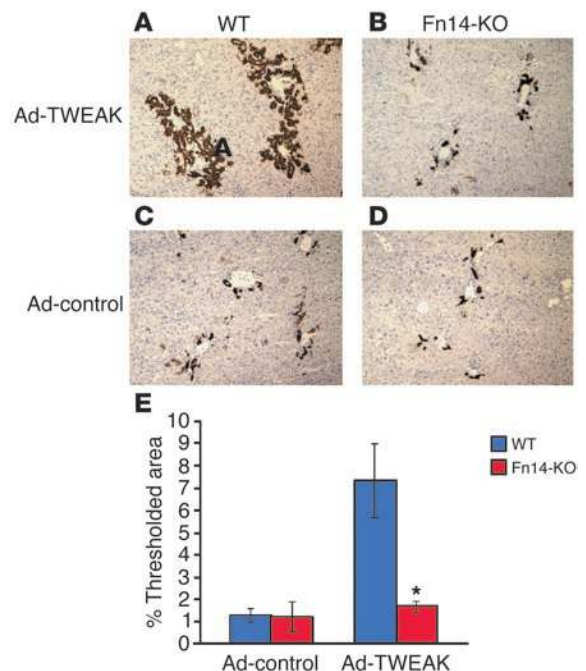 A WT B Fn14-KO
Ad-TWEAK
A
C D
Ad-control
E
10
9
8
7
6
5
4
3
2
1
0
% Thresholded area
WT
Fn14-KO
*
Ad-control Ad-TWEAK